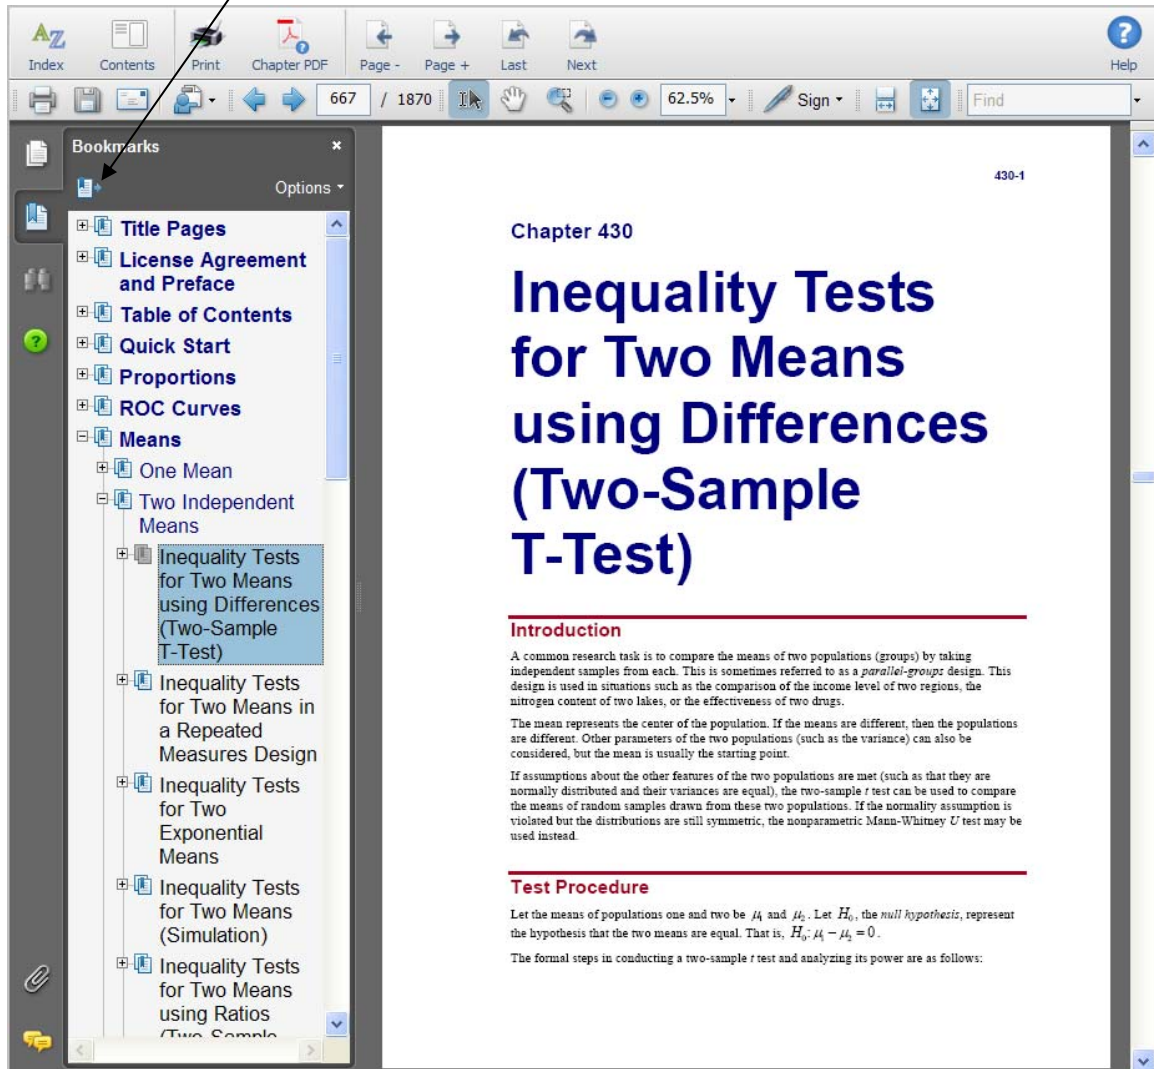 Index Contents Print Chapter PDF Page - Page + Last Next Help
667 / 1870 62.5% Sign Find
Bookmarks
Options
Title Pages
License Agreement
and Preface
Table of Contents
Quick Start
Proportions
ROC Curves
Means
One Mean
Two Independent
Means
Inequality Tests
for Two Means
using Differences
(Two-Sample
T-Test)
Inequality Tests
for Two Means in
a Repeated
Measures Design
Inequality Tests
for Two
Exponential
Means
Inequality Tests
for Two Means
(Simulation)
Inequality Tests
for Two Means
using Ratios
(Two-Sample
430-1
Chapter 430
Inequality Tests
for Two Means
using Differences
(Two-Sample
T-Test)
Introduction
A common research task is to compare the means of two populations (groups) by taking
independent samples from each. This is sometimes referred to as a parallel-groups design. This
design is used in situations such as the comparison of the income level of two regions, the
nitrogen content of two lakes, or the effectiveness of two drugs.
The mean represents the center of the population. If the means are different, then the populations
are different. Other parameters of the two populations (such as the variance) can also be
considered, but the mean is usually the starting point.
If assumptions about the other features of the two populations are met (such as that they are
normally distributed and their variances are equal), the two-sample t test can be used to compare
the means of random samples drawn from these two populations. If the normality assumption is
violated but the distributions are still symmetric, the nonparametric Mann-Whitney U test may be
used instead.
Test Procedure
Let the means of populations one and two be μ₁ and μ₂. Let H₀, the null hypothesis, represent
the hypothesis that the two means are equal. That is, H₀: μ₁ − μ₂ = 0.
The formal steps in conducting a two-sample t test and analyzing its power are as follows: